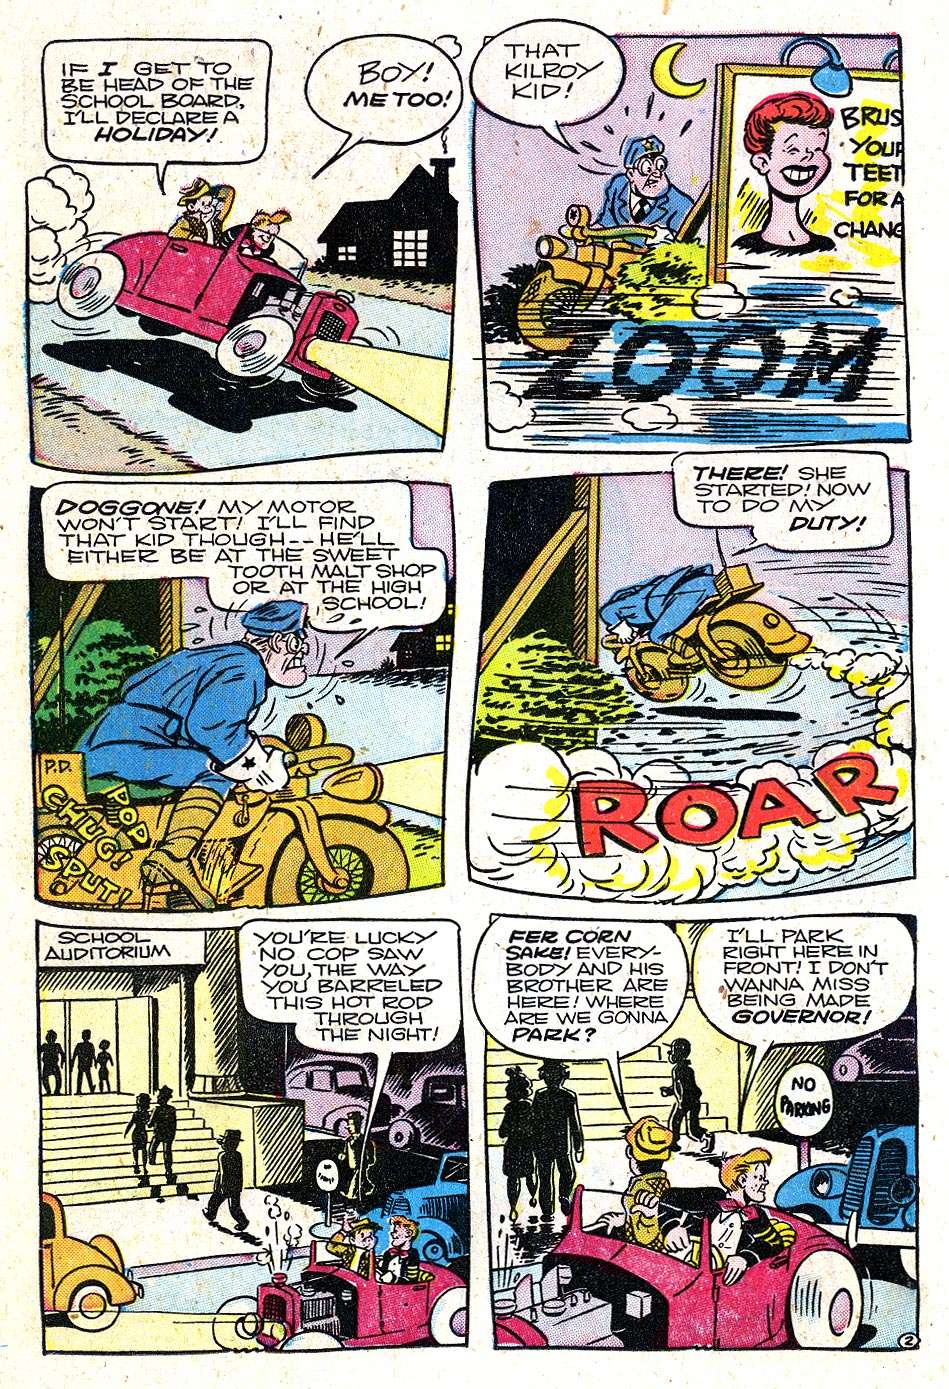 IF I GET TO
BE HEAD OF THE
SCHOOL BOARD,
I'LL DECLARE A
HOLIDAY!
BOY!
ME TOO!
THAT
KILROY
KID!
BRUS
YOUR
TEET
FOR A
CHANG
ZOOM
DOGGONE! MY MOTOR
WON'T START! I'LL FIND
THAT KID THOUGH -- HE'LL
EITHER BE AT THE SWEET
TOOTH MALT SHOP
OR AT THE HIGH
SCHOOL!
P.D.
POP
CHUG!
SPUT!
THERE! SHE
STARTED! NOW
TO DO MY
DUTY!
ROAR
SCHOOL
AUDITORIUM
YOU'RE LUCKY
NO COP SAW
YOU, THE WAY
YOU BARRELED
THIS HOT ROD
THROUGH
THE NIGHT!
FER CORN
SAKE! EVERY-
BODY AND HIS
BROTHER ARE
HERE! WHERE
ARE WE GONNA
PARK?
I'LL PARK
RIGHT HERE IN
FRONT! I DON'T
WANNA MISS
BEING MADE
GOVERNOR!
NO
PARKING
2